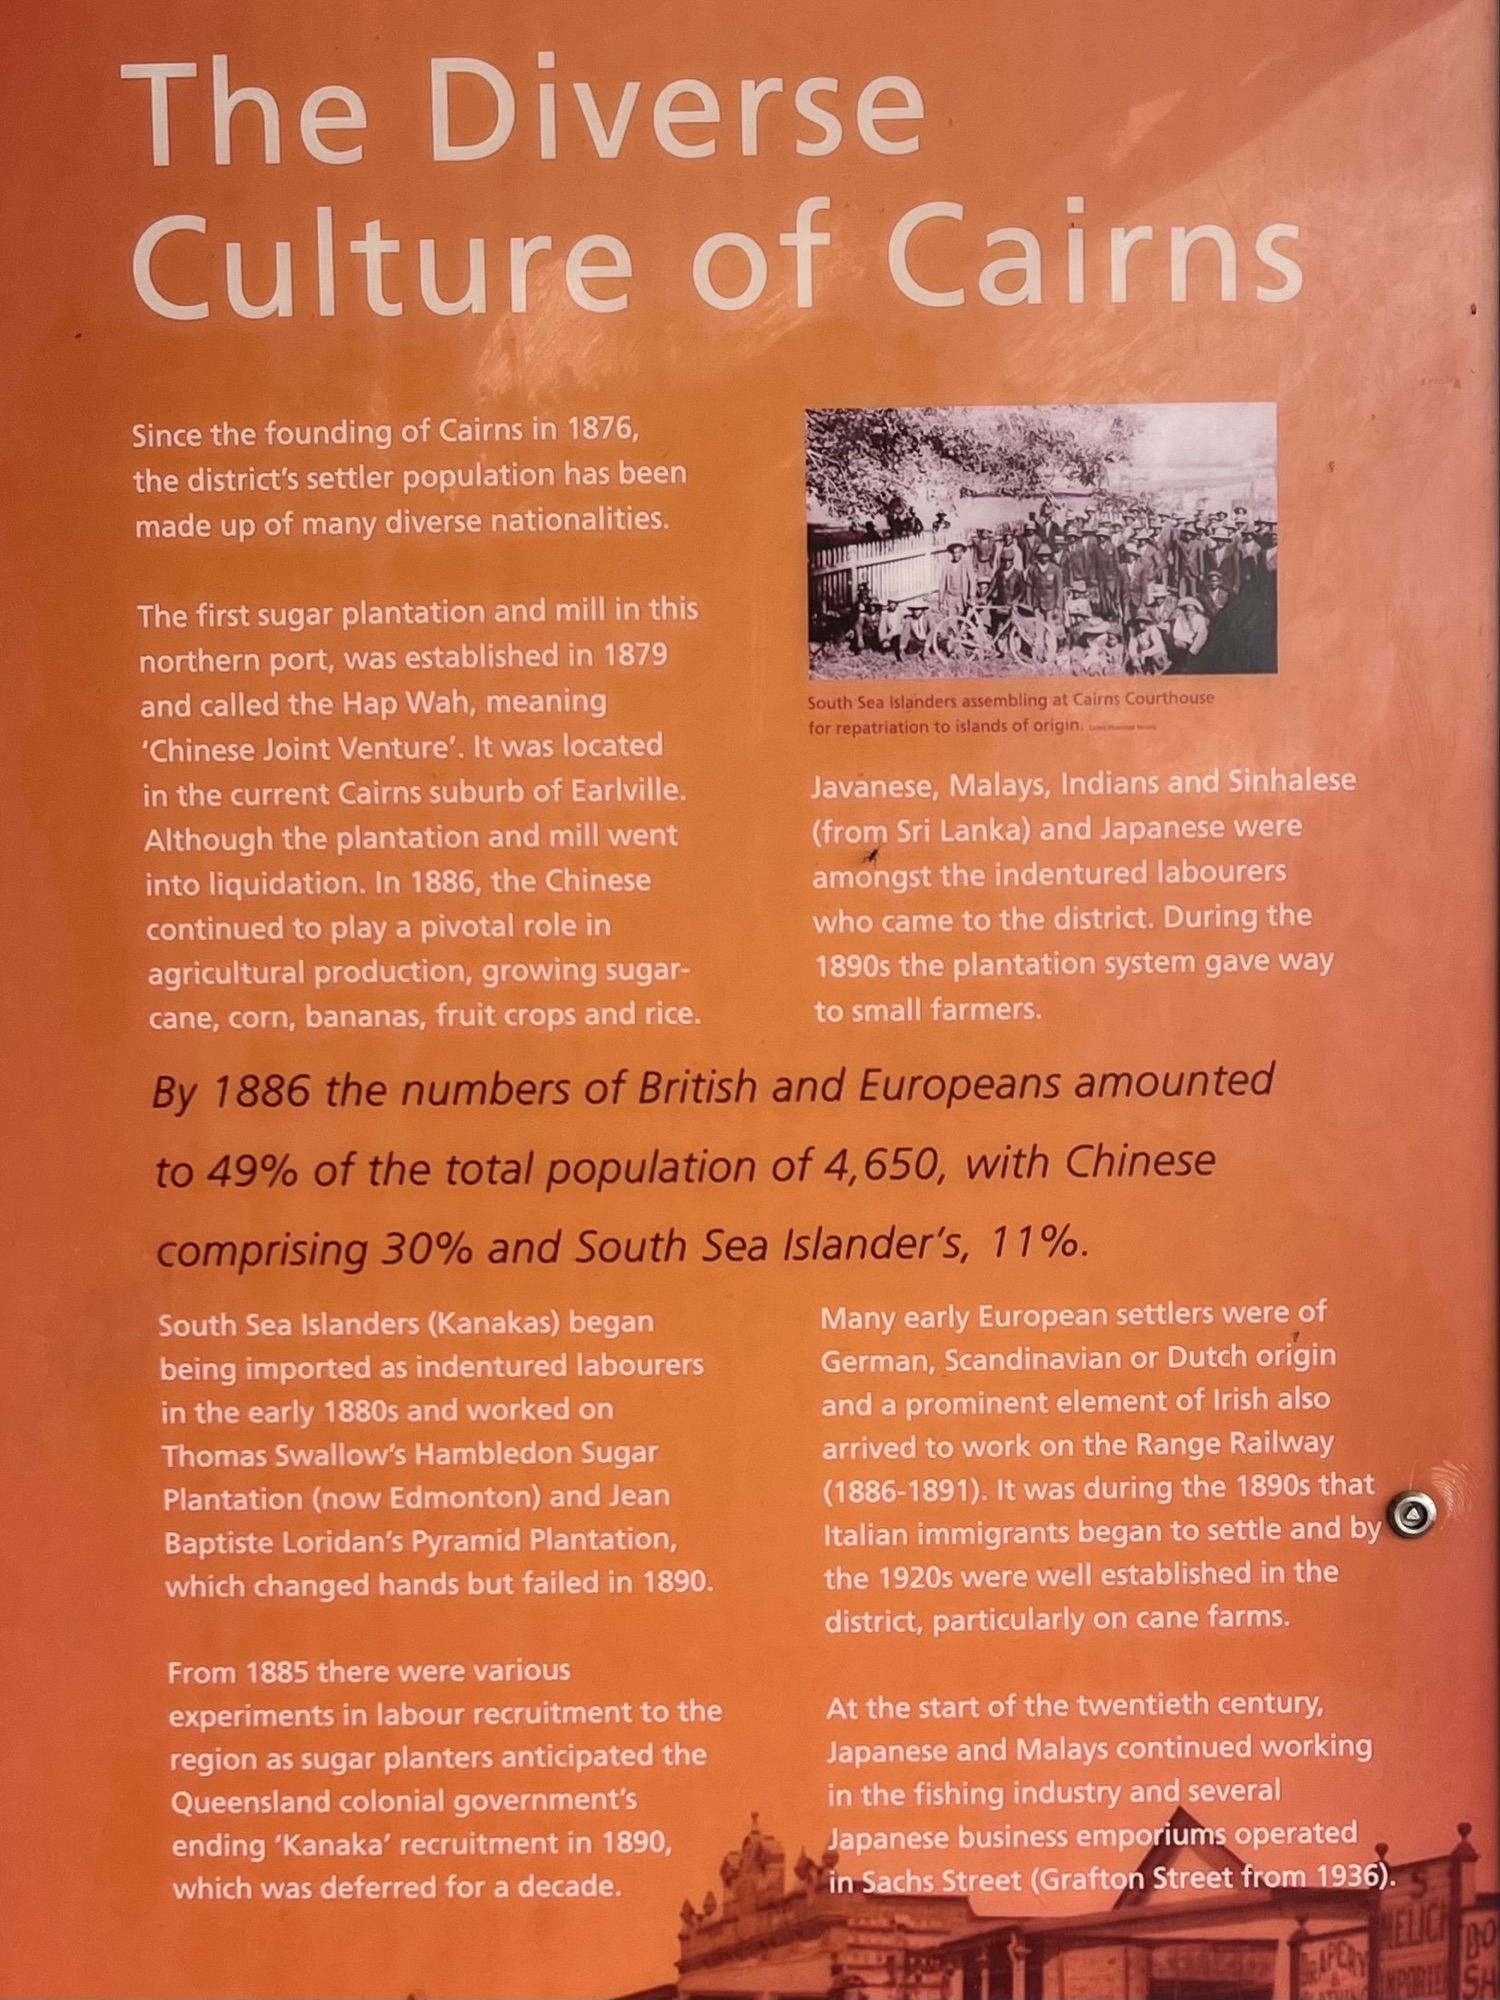 The Diverse
Culture of Cairns
Since the founding of Cairns in 1876,
the district's settler population has been
made up of many diverse nationalities.
The first sugar plantation and mill in this
northern port, was established in 1879
and called the Hap Wah, meaning
'Chinese Joint Venture'. It was located
in the current Cairns suburb of Earlville.
Although the plantation and mill went
into liquidation. In 1886, the Chinese
continued to play a pivotal role in
agricultural production, growing sugar-
cane, corn, bananas, fruit crops and rice.
South Sea Islanders assembling at Cairns Courthouse
for repatriation to islands of origin.
Javanese, Malays, Indians and Sinhalese
(from Sri Lanka) and Japanese were
amongst the indentured labourers
who came to the district. During the
1890s the plantation system gave way
to small farmers.
By 1886 the numbers of British and Europeans amounted
to 49% of the total population of 4,650, with Chinese
comprising 30% and South Sea Islander's, 11%.
South Sea Islanders (Kanakas) began
being imported as indentured labourers
in the early 1880s and worked on
Thomas Swallow's Hambledon Sugar
Plantation (now Edmonton) and Jean
Baptiste Loridan's Pyramid Plantation,
which changed hands but failed in 1890.
From 1885 there were various
experiments in labour recruitment to the
region as sugar planters anticipated the
Queensland colonial government's
ending 'Kanaka' recruitment in 1890,
which was deferred for a decade.
Many early European settlers were of
German, Scandinavian or Dutch origin
and a prominent element of Irish also
arrived to work on the Range Railway
(1886-1891). It was during the 1890s that
Italian immigrants began to settle and by
the 1920s were well established in the
district, particularly on cane farms.
At the start of the twentieth century,
Japanese and Malays continued working
in the fishing industry and several
Japanese business emporiums operated
in Sachs Street (Grafton Street from 1936).